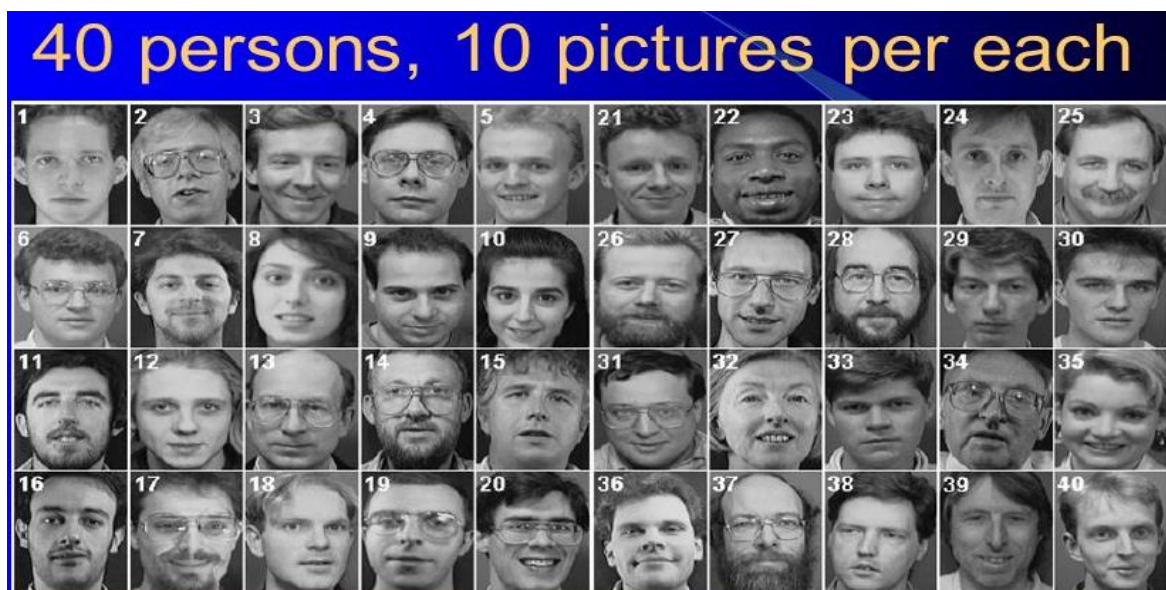 40 persons, 10 pictures per each
1 2 3 4 5 21 22 23 24 25
6 7 8 9 10 26 27 28 29 30
11 12 13 14 15 31 32 33 34 35
16 17 18 19 20 36 37 38 39 40